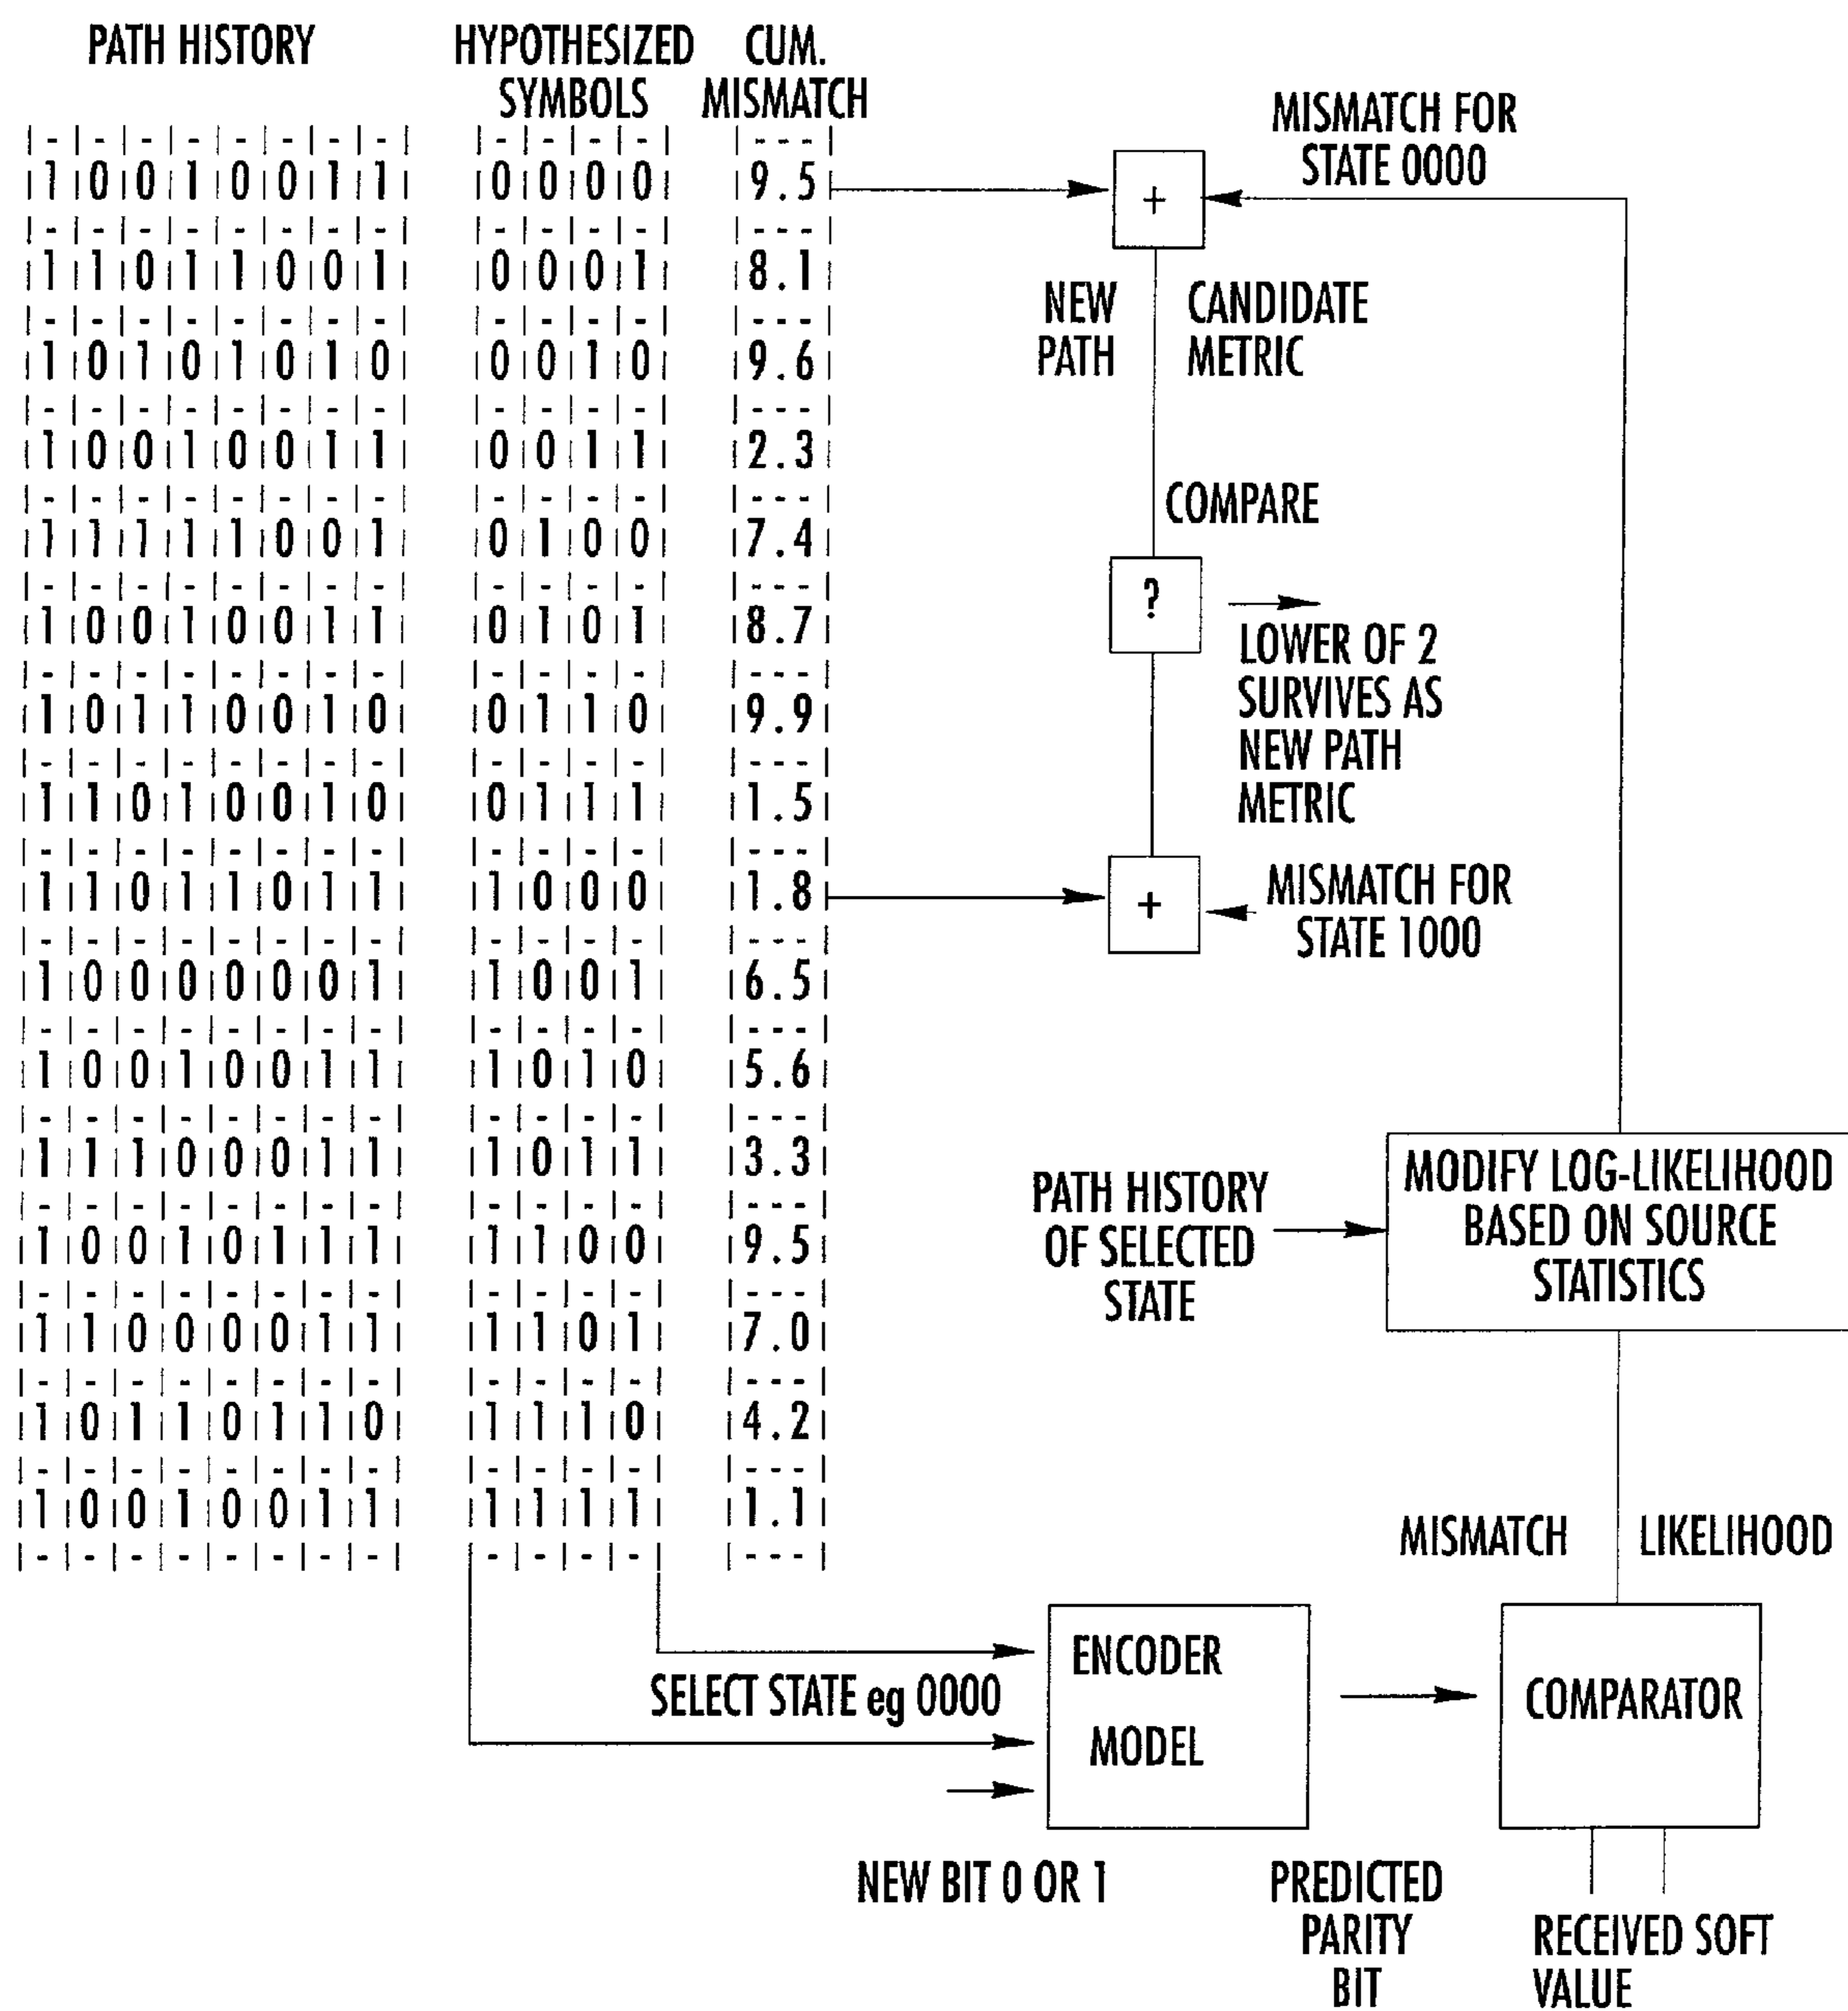 PATH HISTORY
HYPOTHESIZED
SYMBOLS
CUM.
MISMATCH
1 0 0 1 0 0 1 1 0 0 0 0 9.5
1 1 0 1 1 0 0 1 0 0 0 1 8.1
1 0 1 0 1 0 1 0 0 0 1 0 9.6
1 0 0 1 0 0 1 1 0 0 1 1 2.3
1 1 1 1 1 0 0 1 0 1 0 0 7.4
1 0 0 1 0 0 1 1 0 1 0 1 8.7
1 0 1 1 0 0 1 0 0 1 1 0 9.9
1 1 0 1 0 0 1 0 0 1 1 1 1.5
1 1 0 1 1 0 1 1 1 0 0 0 1.8
1 0 0 0 0 0 0 1 1 0 0 1 6.5
1 0 0 1 0 0 1 1 1 0 1 0 5.6
1 1 1 0 0 0 1 1 1 0 1 1 3.3
1 0 0 1 0 1 1 1 1 1 0 0 9.5
1 1 0 0 0 0 1 1 1 1 0 1 7.0
1 0 1 1 0 1 1 0 1 1 1 0 4.2
1 0 0 1 0 0 1 1 1 1 1 1 1.1
MISMATCH FOR
STATE 0000
+
NEW
PATH
CANDIDATE
METRIC
COMPARE
?
LOWER OF 2
SURVIVES AS
NEW PATH
METRIC
+
MISMATCH FOR
STATE 1000
PATH HISTORY
OF SELECTED
STATE
MODIFY LOG-LIKELIHOOD
BASED ON SOURCE
STATISTICS
MISMATCH LIKELIHOOD
SELECT STATE eg 0000
ENCODER
MODEL
COMPARATOR
NEW BIT 0 OR 1
PREDICTED
PARITY
BIT
RECEIVED SOFT
VALUE